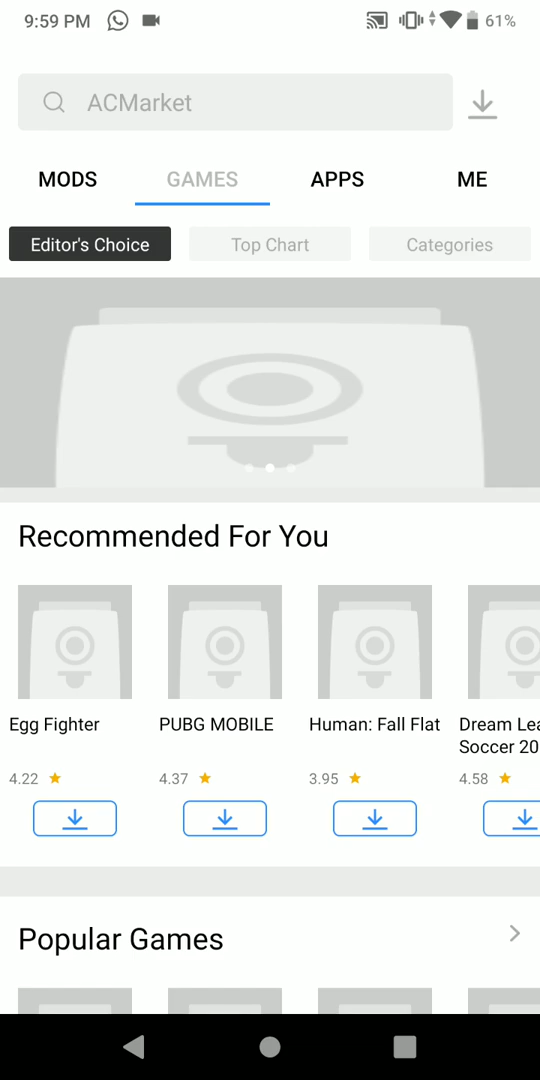 9:59 PM
61%
ACMarket
MODS
GAMES
APPS
ME
Editor's Choice
Top Chart
Categories
Recommended For You
Egg Fighter
PUBG MOBILE
Human: Fall Flat
Dream Lea
Soccer 20
4.22
4.37
3.95
4.58
Popular Games